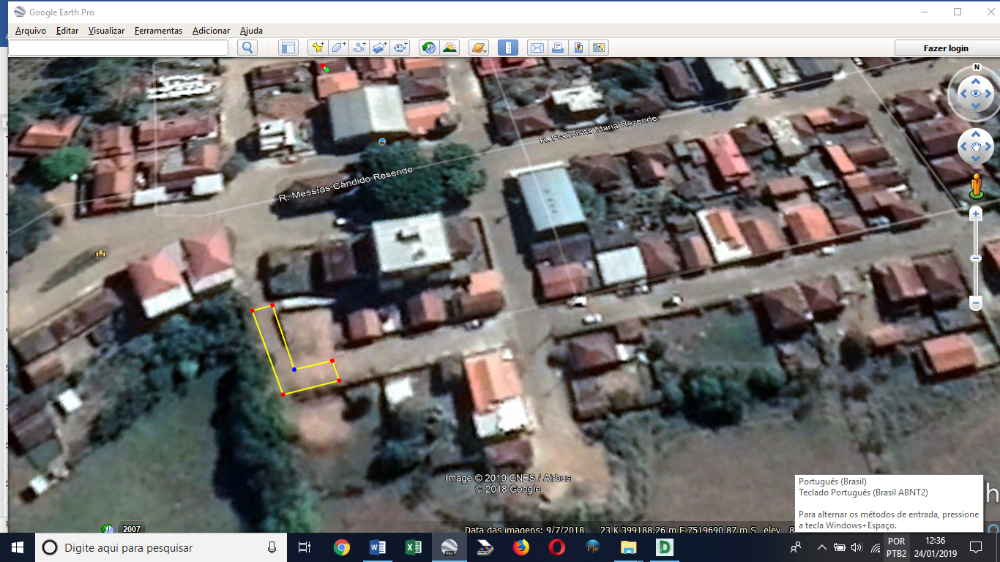 Google Earth Pro
Arquivo Editar Visualizar Ferramentas Adicionar Ajuda
Fazer login
N
R. Francisca Maria Rezende
R. Messías Cândido Resende
Image © 2019 CNES / Airbus
© 2018 Google
Português (Brasil)
Teclado Português (Brasil ABNT2)
Para alternar os métodos de entrada, pressione
a tecla Windows+Espaço.
2007
Data das imagens: 9/7/2018 23 K 399188.26 m E 7519690.87 m S elev
Digite aqui para pesquisar
Pro
PJe
D
POR
PTB2
12:36
24/01/2019